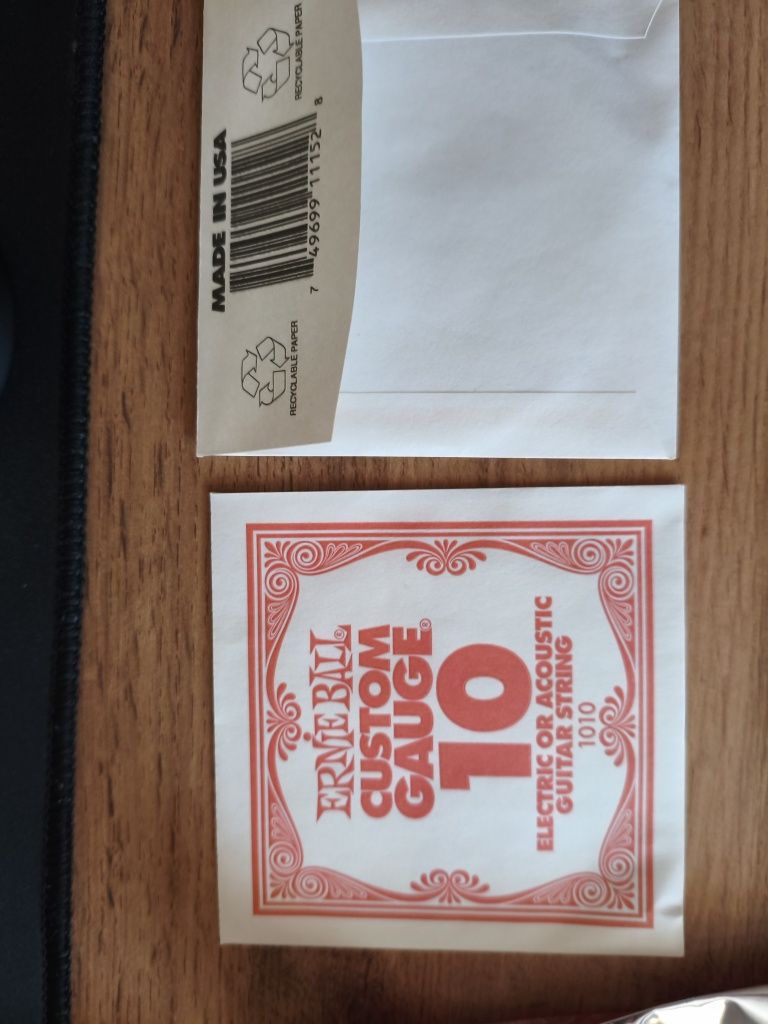 RECYCLABLE PAPER
MADE IN USA
7 49699 11152 8
RECYCLABLE PAPER
ERNIE BALL®
CUSTOM
GAUGE®
10
ELECTRIC OR ACOUSTIC
GUITAR STRING
1010